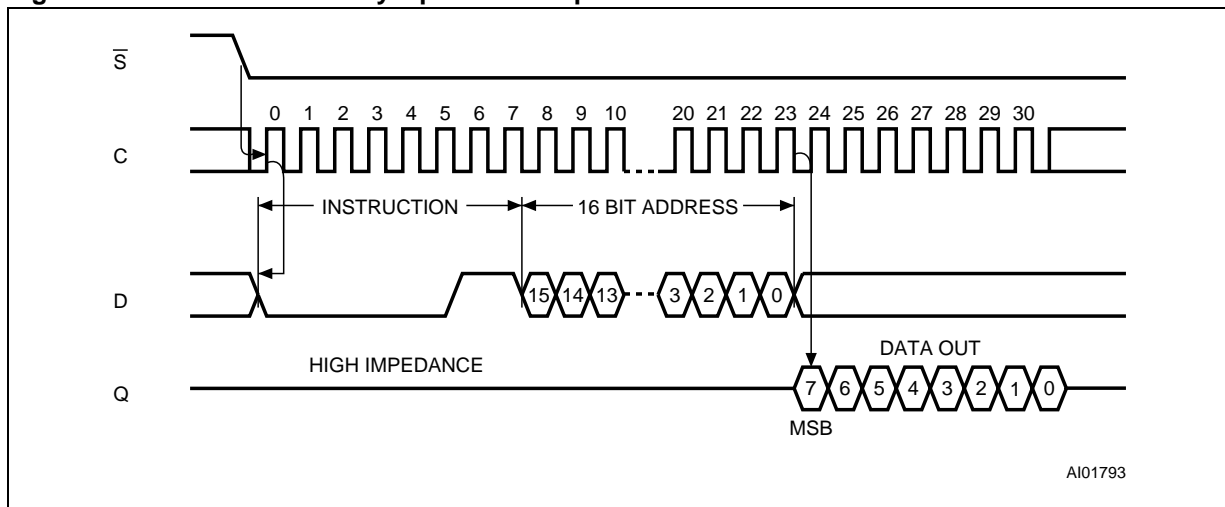 S
0 1 2 3 4 5 6 7 8 9 10 20 21 22 23 24 25 26 27 28 29 30
C
INSTRUCTION 16 BIT ADDRESS
D 15 14 13 3 2 1 0
HIGH IMPEDANCE DATA OUT
Q 7 6 5 4 3 2 1 0
MSB
AI01793